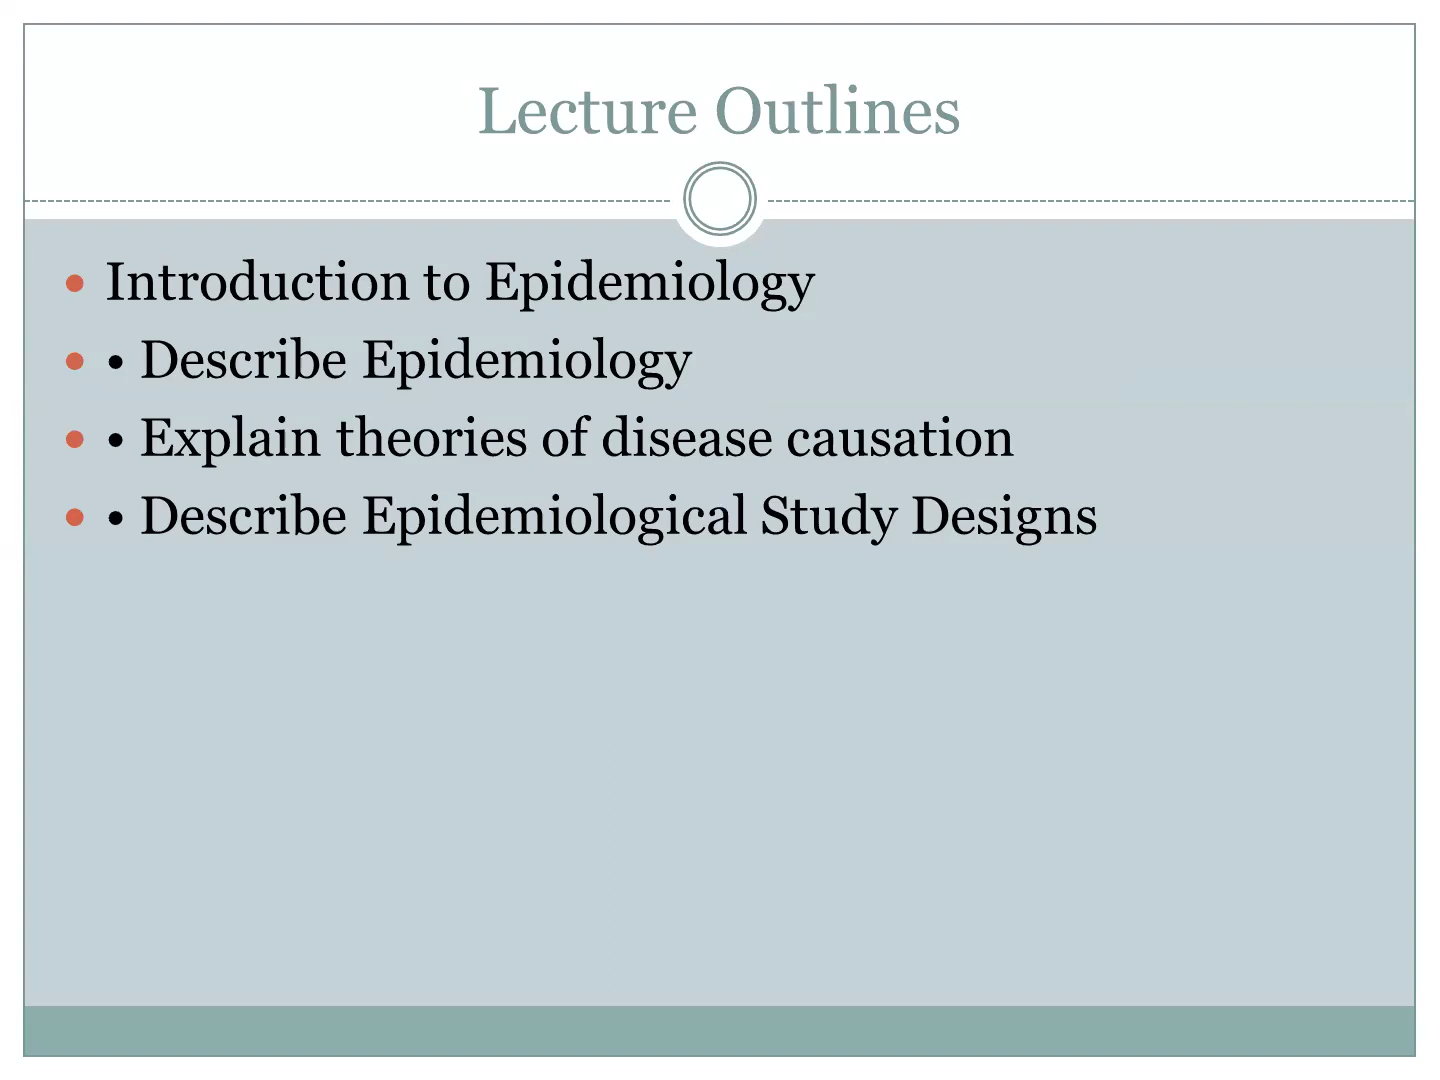 Lecture Outlines
• Introduction to Epidemiology
• • Describe Epidemiology
• • Explain theories of disease causation
• • Describe Epidemiological Study Designs